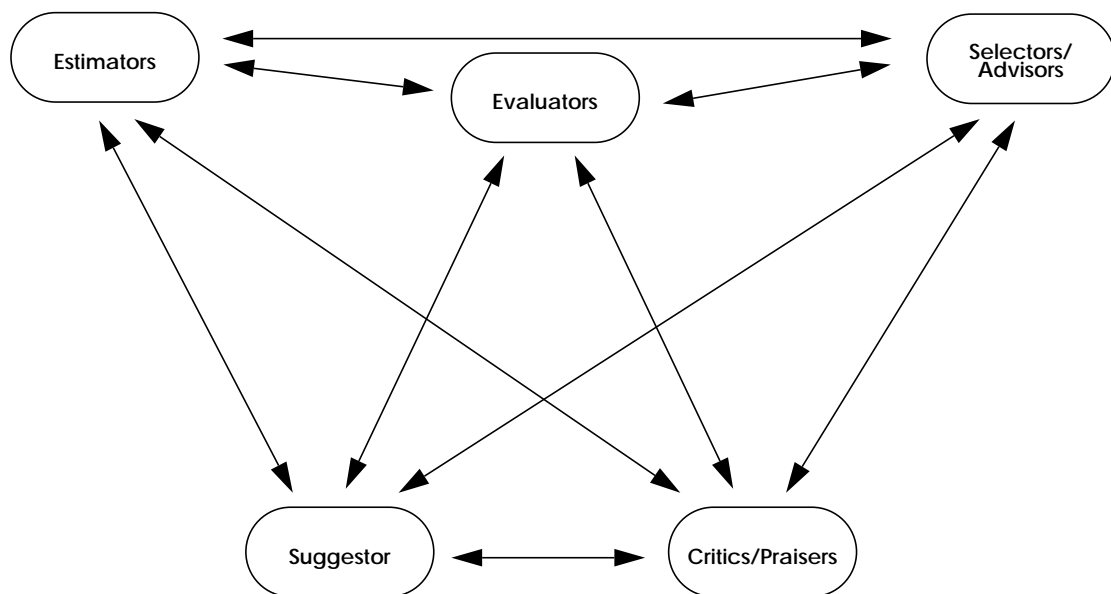 Estimators
Evaluators
Selectors/
Advisors
Suggestor
Critics/Praisers